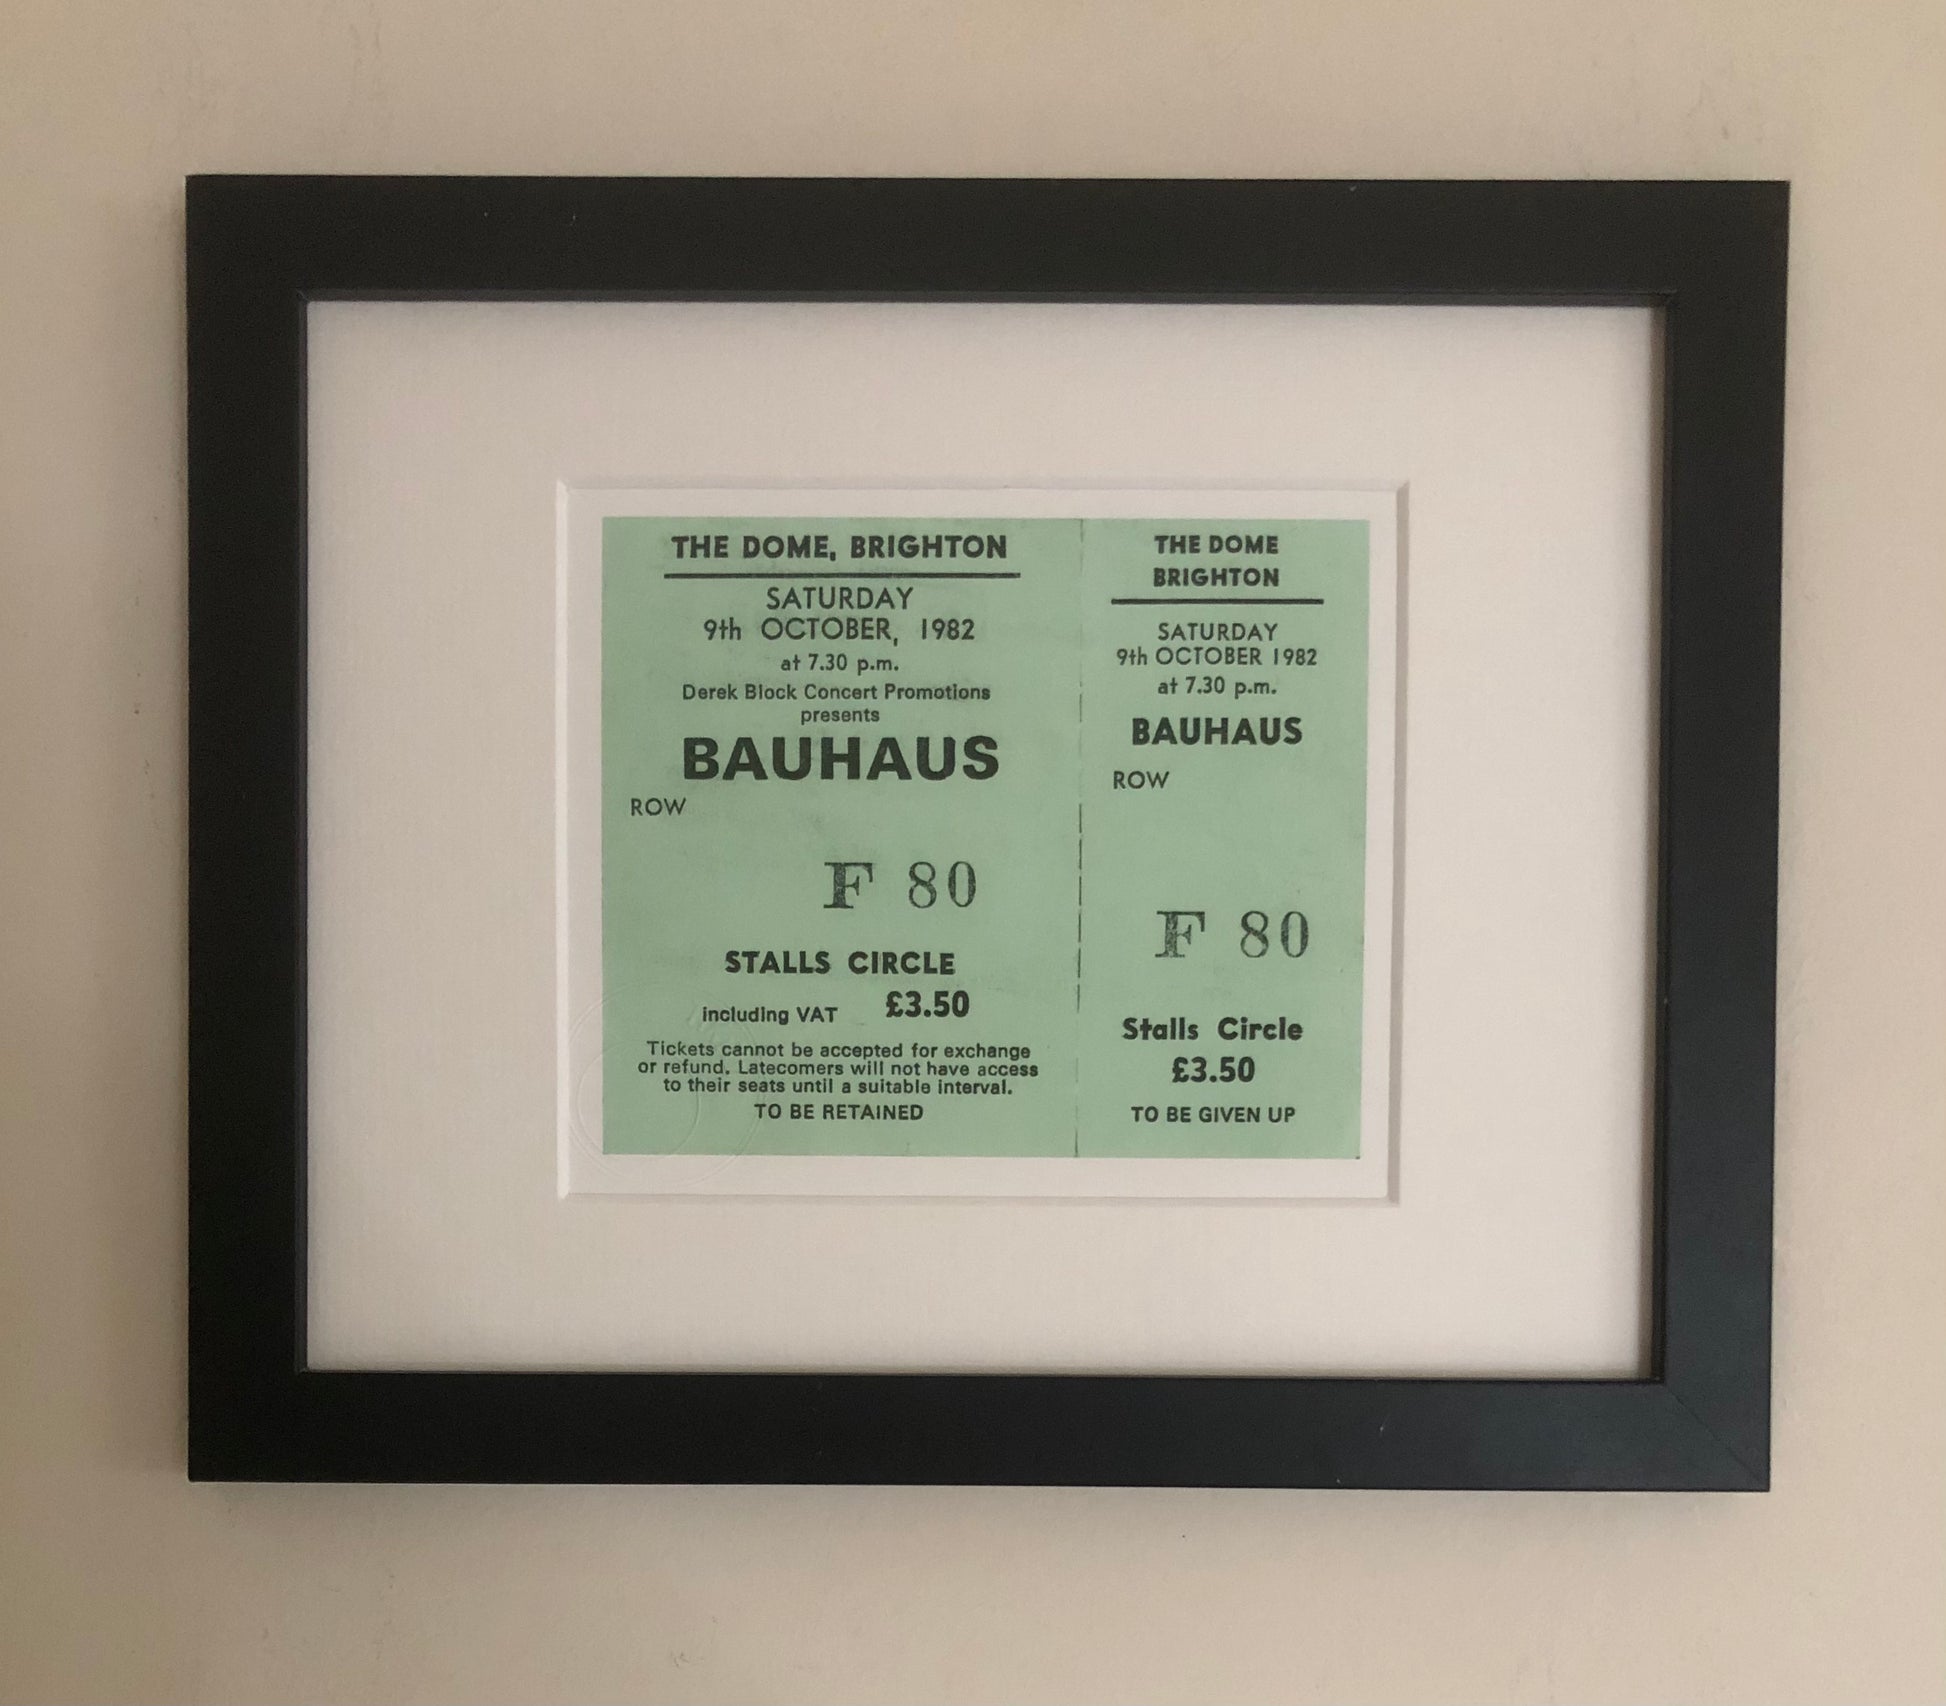 THE DOME, BRIGHTON
SATURDAY
9th OCTOBER, 1982
at 7.30 p.m.
Derek Block Concert Promotions
presents
BAUHAUS
ROW
F 80
STALLS CIRCLE
including VAT £3.50
Tickets cannot be accepted for exchange
or refund. Latecomers will not have access
to their seats until a suitable interval.
TO BE RETAINED
THE DOME
BRIGHTON
SATURDAY
9th OCTOBER 1982
at 7.30 p.m.
BAUHAUS
ROW
F 80
Stalls Circle
£3.50
TO BE GIVEN UP